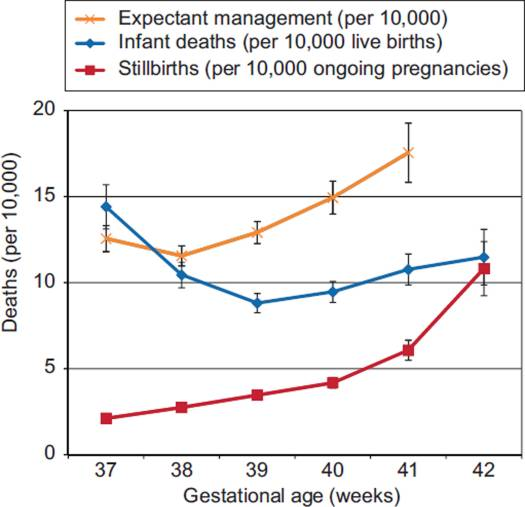 Expectant management (per 10,000)
Infant deaths (per 10,000 live births)
Stillbirths (per 10,000 ongoing pregnancies)
20
15
10
5
0
Deaths (per 10,000)
37 38 39 40 41 42
Gestational age (weeks)